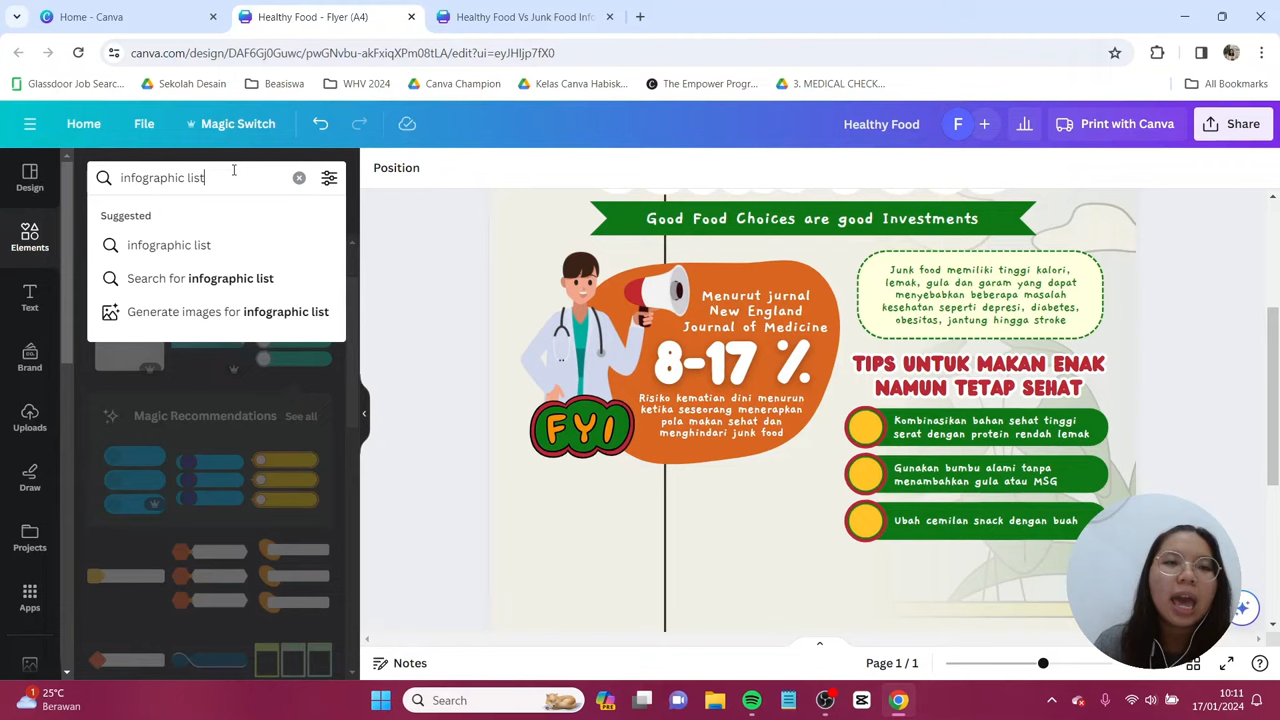 Home - Canva
Healthy Food - Flyer (A4)
Healthy Food Vs Junk Food Info
canva.com/design/DAF6Gj0Guwc/pwGNvbu-akFxiqXPm08tLA/edit?ui=eyJHIjp7fX0
Glassdoor Job Searc...
Sekolah Desain
Beasiswa
WHV 2024
Canva Champion
Kelas Canva Habisk...
The Empower Progr...
3. MEDICAL CHECK...
All Bookmarks
Home
File
Magic Switch
Healthy Food
F
Print with Canva
Share
Design
Elements
Text
Brand
Uploads
Draw
Projects
Apps
infographic list
Suggested
infographic list
Search for infographic list
Generate images for infographic list
Magic Recommendations
See all
Position
Good Food Choices are good Investments
Menurut jurnal
New England
Journal of Medicine
8-17 %
Risiko kematian dini menurun
ketika seseorang menerapkan
pola makan sehat dan
menghindari junk food
FYI
Junk food memiliki tinggi kalori,
lemak, gula dan garam yang dapat
menyebabkan beberapa masalah
kesehatan seperti depresi, diabetes,
obesitas, jantung hingga stroke
TIPS UNTUK MAKAN ENAK
NAMUN TETAP SEHAT
Kombinasikan bahan sehat tinggi
serat dengan protein rendah lemak
Gunakan bumbu alami tanpa
menambahkan gula atau MSG
Ubah cemilan snack dengan buah
Notes
Page 1 / 1
1
25°C
Berawan
Search
PRE
10:11
17/01/2024